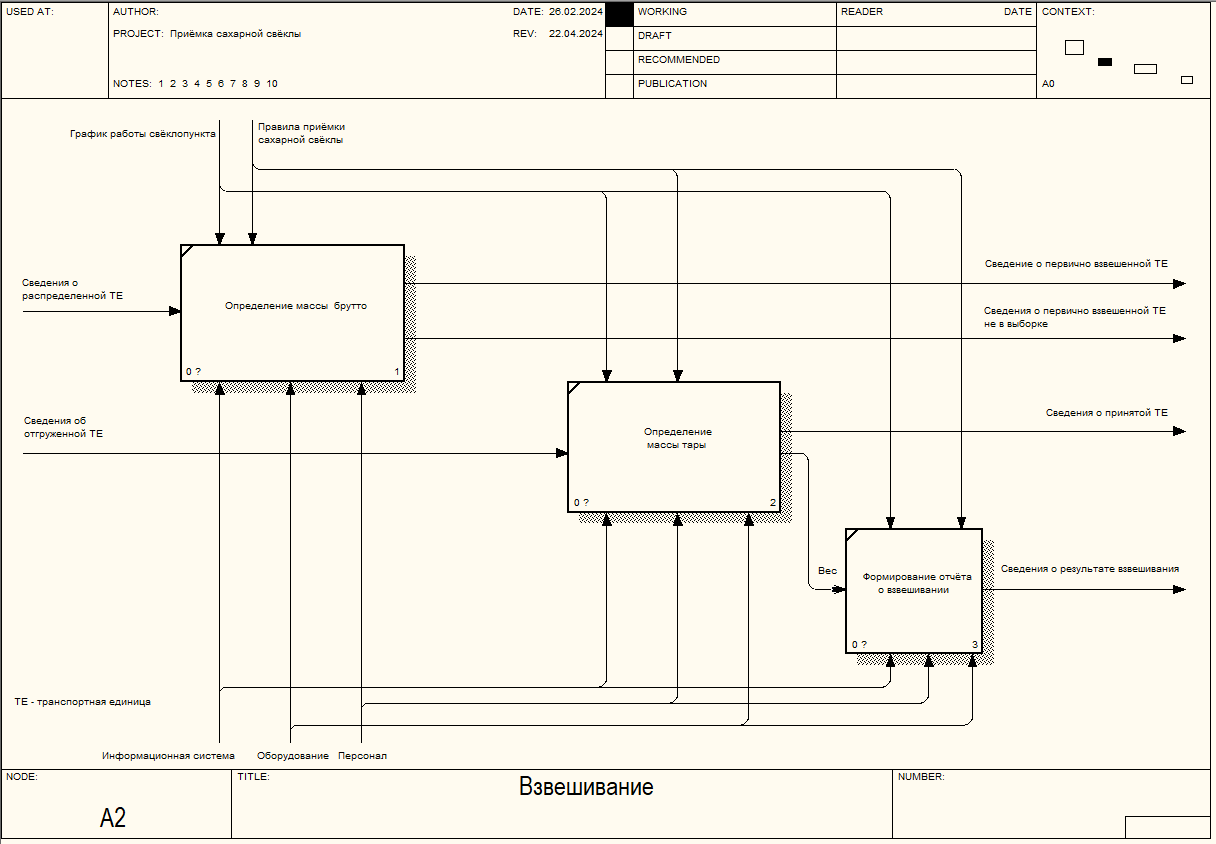 USED AT:
AUTHOR:
DATE: 26.02.2024
PROJECT: Приёмка сахарной свёклы
REV: 22.04.2024
NOTES: 1 2 3 4 5 6 7 8 9 10
WORKING
DRAFT
RECOMMENDED
PUBLICATION
READER
DATE
CONTEXT:
A0
График работы свёклопункта
Правила приёмки
сахарной свёклы
Сведения о
распределенной ТЕ
Определение массы брутто
0 ?
1
Сведение о первично взвешенной ТЕ
Сведения о первично взвешенной ТЕ
не в выборке
Сведения об
отгруженной ТЕ
Определение
массы тары
0 ?
2
Сведения о принятой ТЕ
Вес
Формирование отчёта
о взвешивании
0 ?
3
Сведения о результате взвешивания
ТЕ - транспортная единица
Информационная система
Оборудование
Персонал
NODE:
A2
TITLE:
Взвешивание
NUMBER: